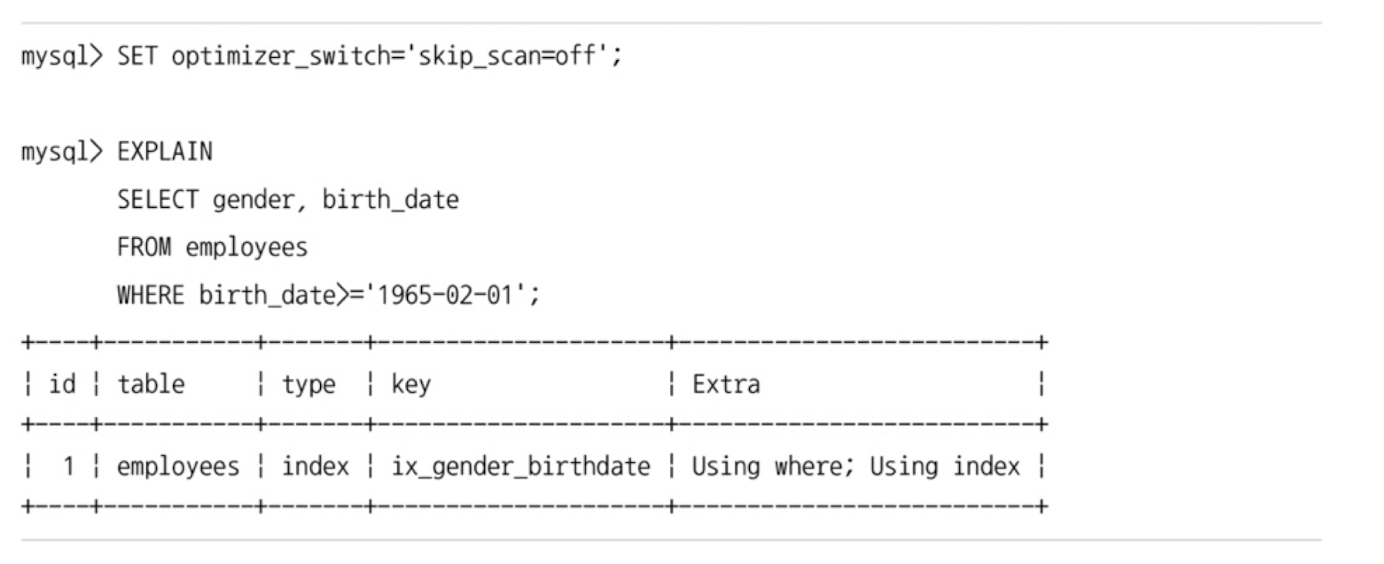 mysql> SET optimizer_switch='skip_scan=off';
mysql> EXPLAIN
SELECT gender, birth_date
FROM employees
WHERE birth_date>='1965-02-01';
+----+-----------+-------+---------------------+--------------------------+
| id | table     | type  | key                 | Extra                    |
+----+-----------+-------+---------------------+--------------------------+
|  1 | employees | index | ix_gender_birthdate | Using where; Using index |
+----+-----------+-------+---------------------+--------------------------+